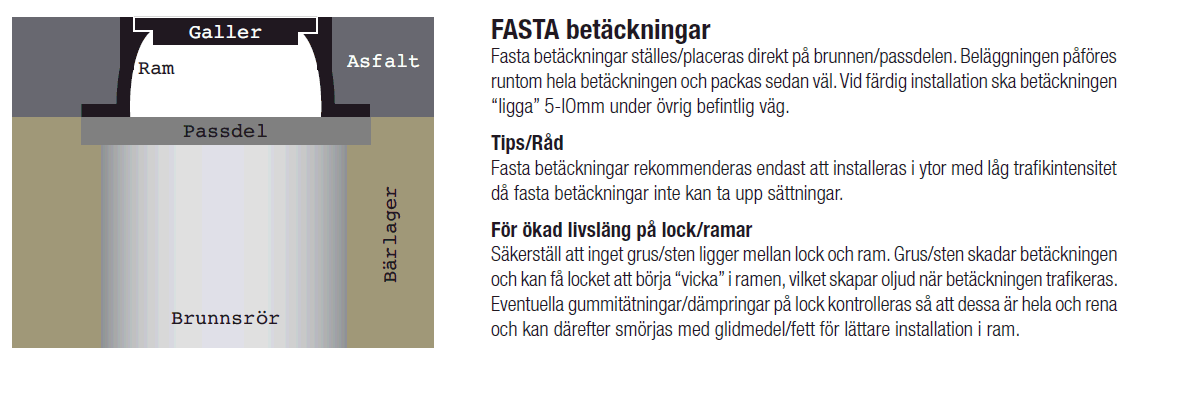 Galler
Ram
Asfalt
Passdel
Bärlager
Brunnsrör
FASTA betäckningar
Fasta betäckningar ställes/placeras direkt på brunnen/passdelen. Beläggningen påföres
runtom hela betäckningen och packas sedan väl. Vid färdig installation ska betäckningen
“ligga” 5-10mm under övrig befintlig väg.
Tips/Råd
Fasta betäckningar rekommenderas endast att installeras i ytor med låg trafikintensitet
då fasta betäckningar inte kan ta upp sättningar.
För ökad livsläng på lock/ramar
Säkerställ att inget grus/sten ligger mellan lock och ram. Grus/sten skadar betäckningen
och kan få locket att börja “vicka” i ramen, vilket skapar oljud när betäckningen trafikeras.
Eventuella gummitätningar/dämpringar på lock kontrolleras så att dessa är hela och rena
och kan därefter smörjas med glidmedel/fett för lättare installation i ram.